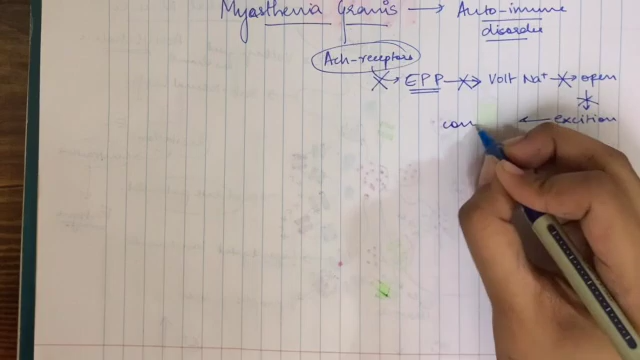 Myasthenia Gravis → Auto-immune
disorder
Ach-receptors
EPP → Volt Na+ → open
con ← excition